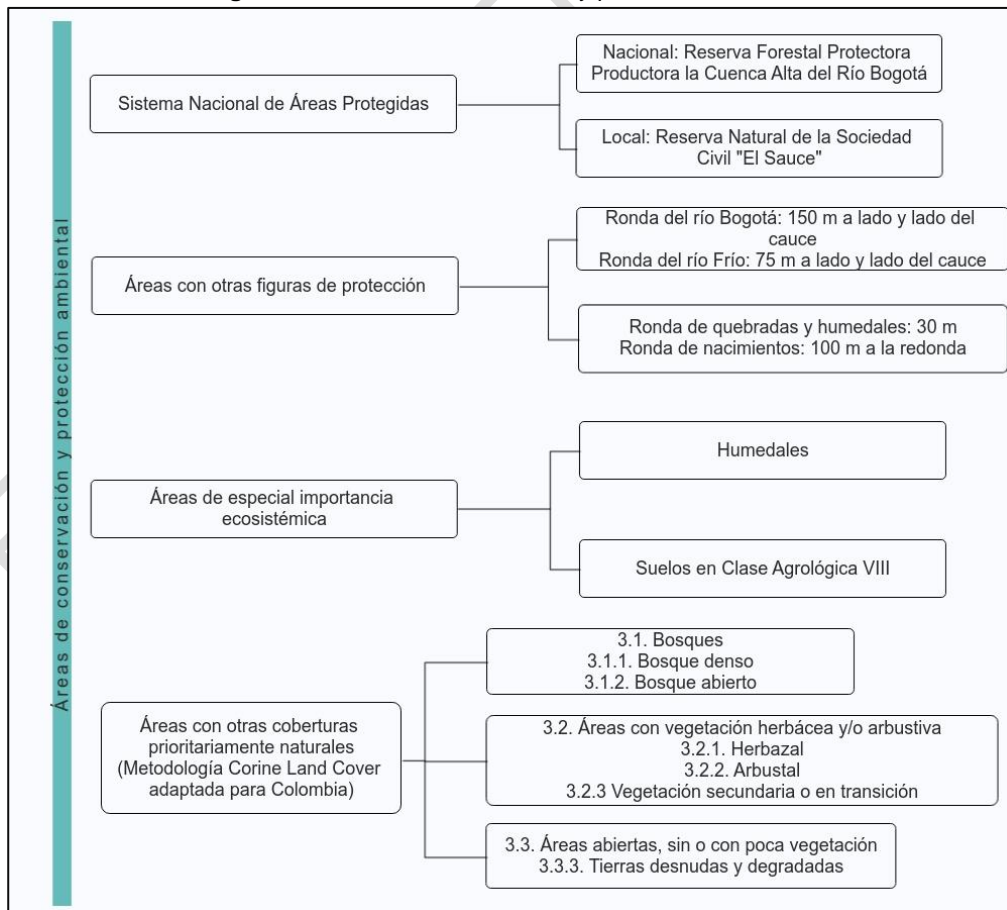 Áreas de conservación y protección ambiental
Sistema Nacional de Áreas Protegidas
Nacional: Reserva Forestal Protectora
Productora la Cuenca Alta del Río Bogotá
Local: Reserva Natural de la Sociedad
Civil "El Sauce"
Áreas con otras figuras de protección
Ronda del río Bogotá: 150 m a lado y lado del
cauce
Ronda del río Frío: 75 m a lado y lado del cauce
Ronda de quebradas y humedales: 30 m
Ronda de nacimientos: 100 m a la redonda
Áreas de especial importancia
ecosistémica
Humedales
Suelos en Clase Agrológica VIII
Áreas con otras coberturas
prioritariamente naturales
(Metodología Corine Land Cover
adaptada para Colombia)
3.1. Bosques
3.1.1. Bosque denso
3.1.2. Bosque abierto
3.2. Áreas con vegetación herbácea y/o arbustiva
3.2.1. Herbazal
3.2.2. Arbustal
3.2.3 Vegetación secundaria o en transición
3.3. Áreas abiertas, sin o con poca vegetación
3.3.3. Tierras desnudas y degradadas